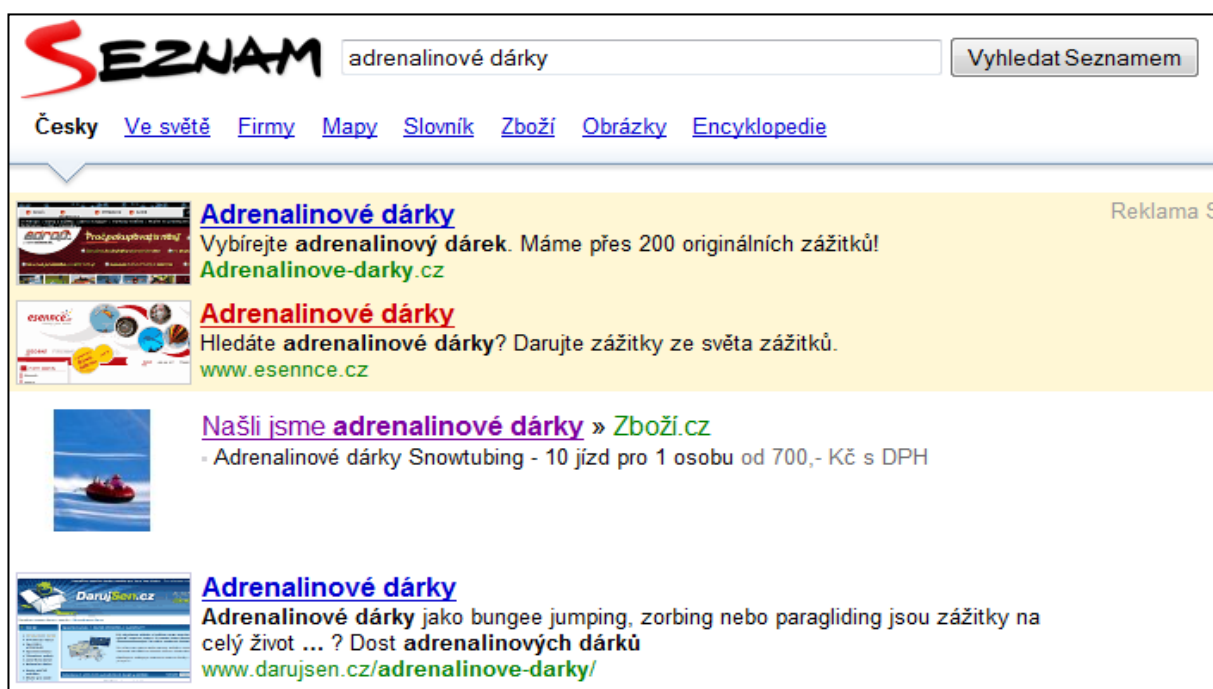 SEZNAM adrenalinové dárky Vyhledat Seznamem
Česky Ve světě Firmy Mapy Slovník Zboží Obrázky Encyklopedie
Adrenalinové dárky Reklama S
Vybírejte adrenalinový dárek. Máme přes 200 originálních zážitků!
Adrenalinove-darky.cz
esennce
Adrenalinové dárky
Hledáte adrenalinové dárky? Darujte zážitky ze světa zážitků.
www.esennce.cz
Našli jsme adrenalinové dárky » Zboží.cz
Adrenalinové dárky Snowtubing - 10 jízd pro 1 osobu od 700,- Kč s DPH
DarujSen.cz
Adrenalinové dárky
Adrenalinové dárky jako bungee jumping, zorbing nebo paragliding jsou zážitky na
celý život ... ? Dost adrenalinových dárků
www.darujsen.cz/adrenalinove-darky/